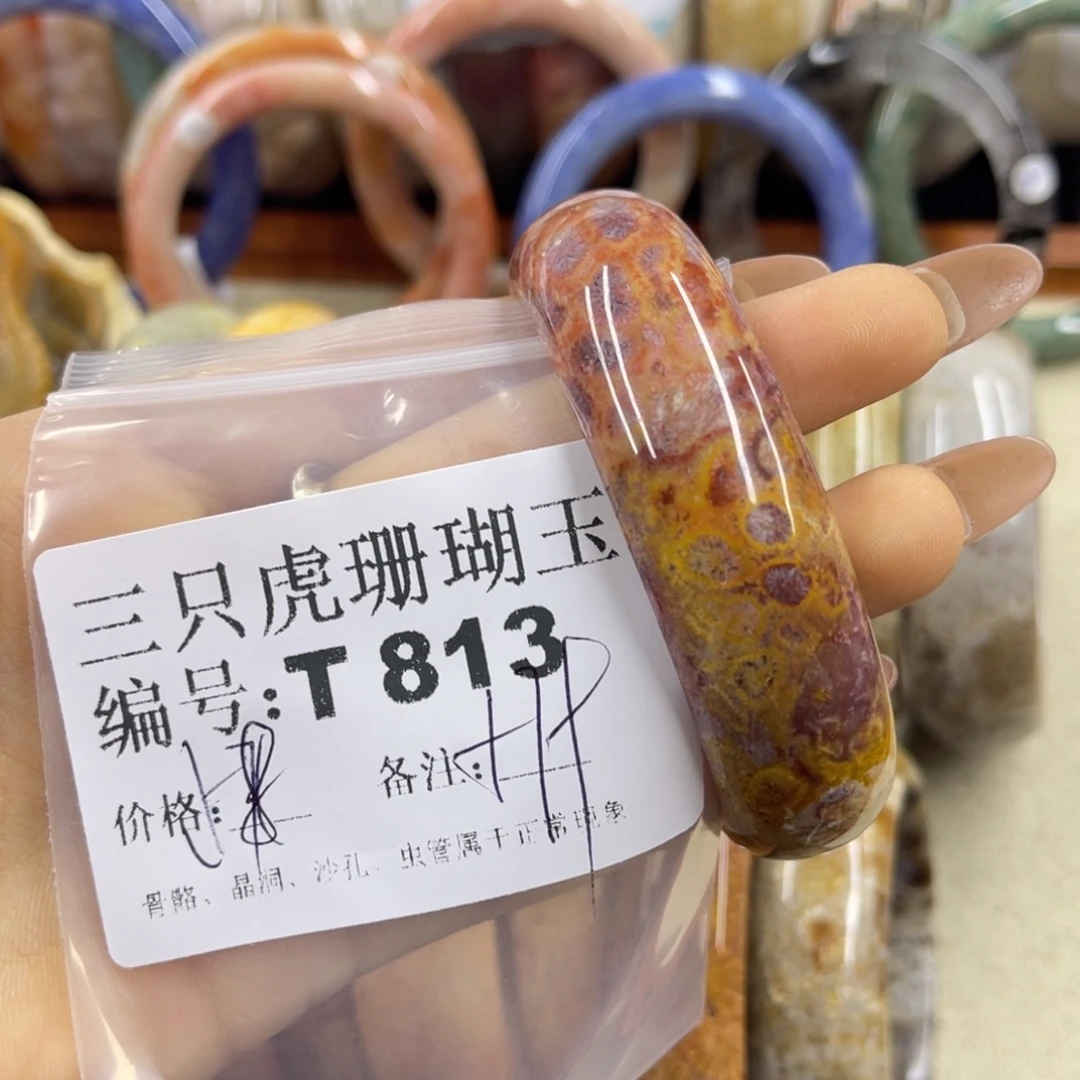 三只虎珊瑚玉
编号:T 813
价格:
备注:
骨骼、晶洞、沙孔、虫管属于正常现象